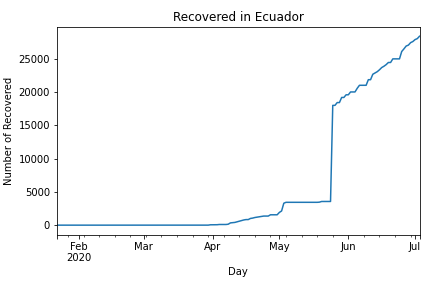 Recovered in Ecuador
Number of Recovered
25000
20000
15000
10000
5000
0
Feb
2020
Mar
Apr
May
Jun
Jul
Day